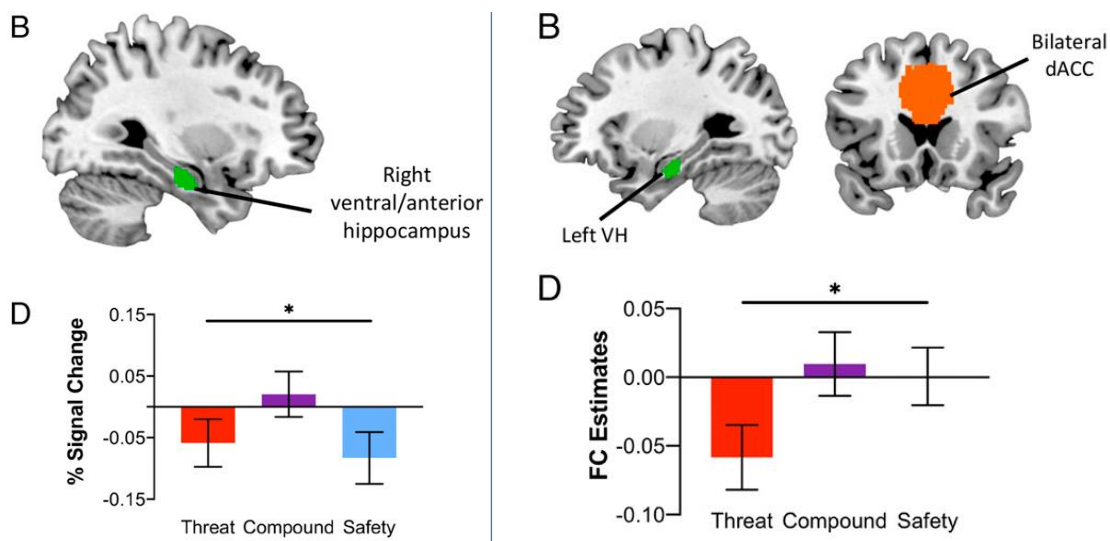 B
Right
ventral/anterior
hippocampus
D
% Signal Change
0.15
0.05
-0.05
-0.15
*
Threat Compound Safety
B
Bilateral
dACC
Left VH
D
FC Estimates
0.05
0.00
-0.05
-0.10
*
Threat Compound Safety